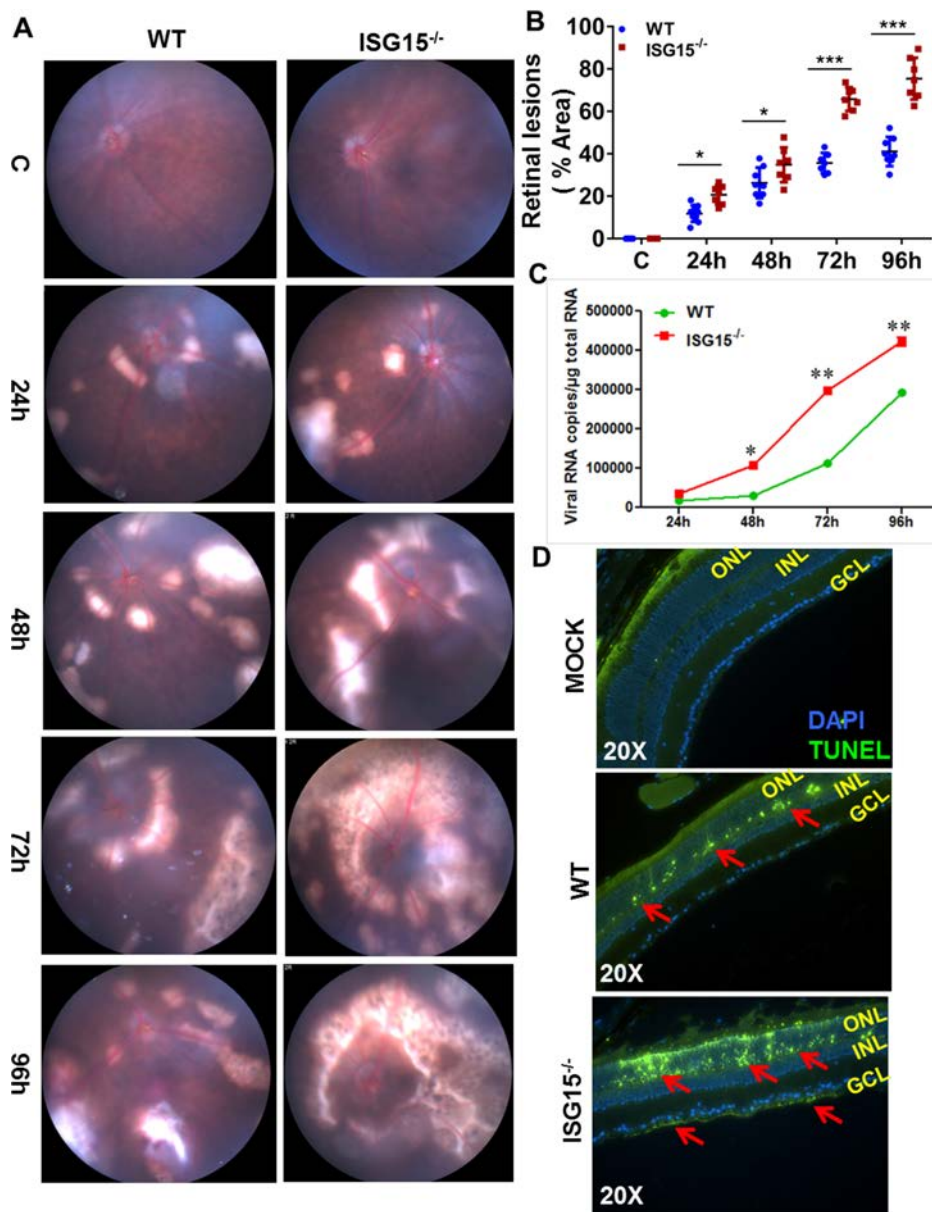 A
WT
ISG15-/-
C
24h
48h
72h
96h
B
WT
ISG15-/-
Retinal lesions
( % Area)
100
80
60
40
20
0
*
*
***
***
C
24h
48h
72h
96h
C
WT
ISG15-/-
Viral RNA copies/µg total RNA
500000
400000
300000
200000
100000
0
*
**
**
24h
48h
72h
96h
D
MOCK
ONL
INL
GCL
DAPI
TUNEL
20X
WT
ONL
INL
GCL
20X
ISG15-/-
ONL
INL
GCL
20X